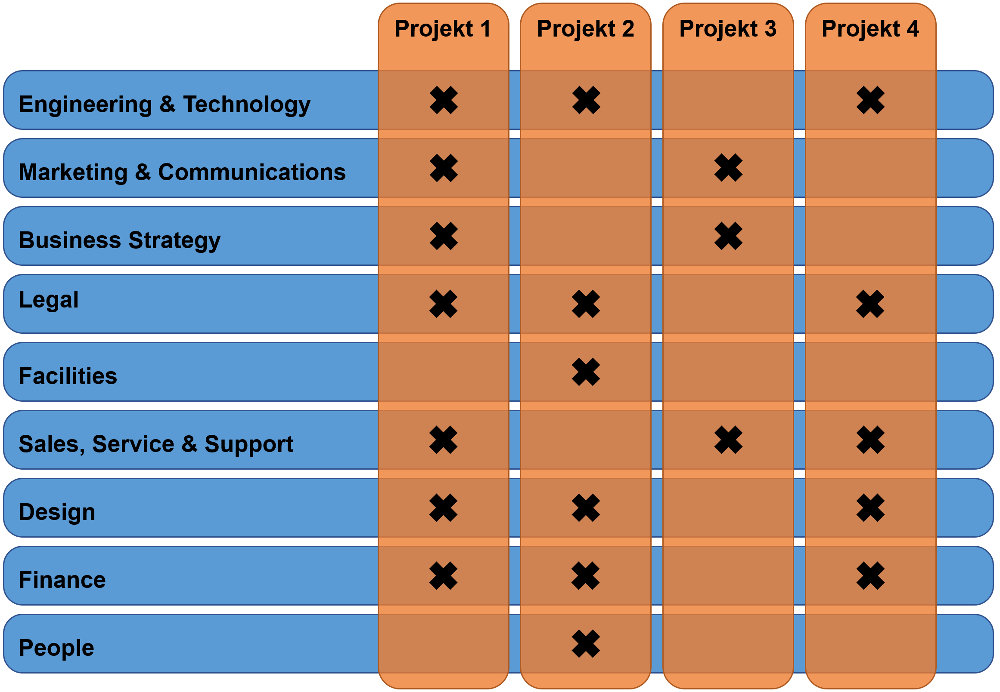 Projekt 1 Projekt 2 Projekt 3 Projekt 4
Engineering & Technology
Marketing & Communications
Business Strategy
Legal
Facilities
Sales, Service & Support
Design
Finance
People